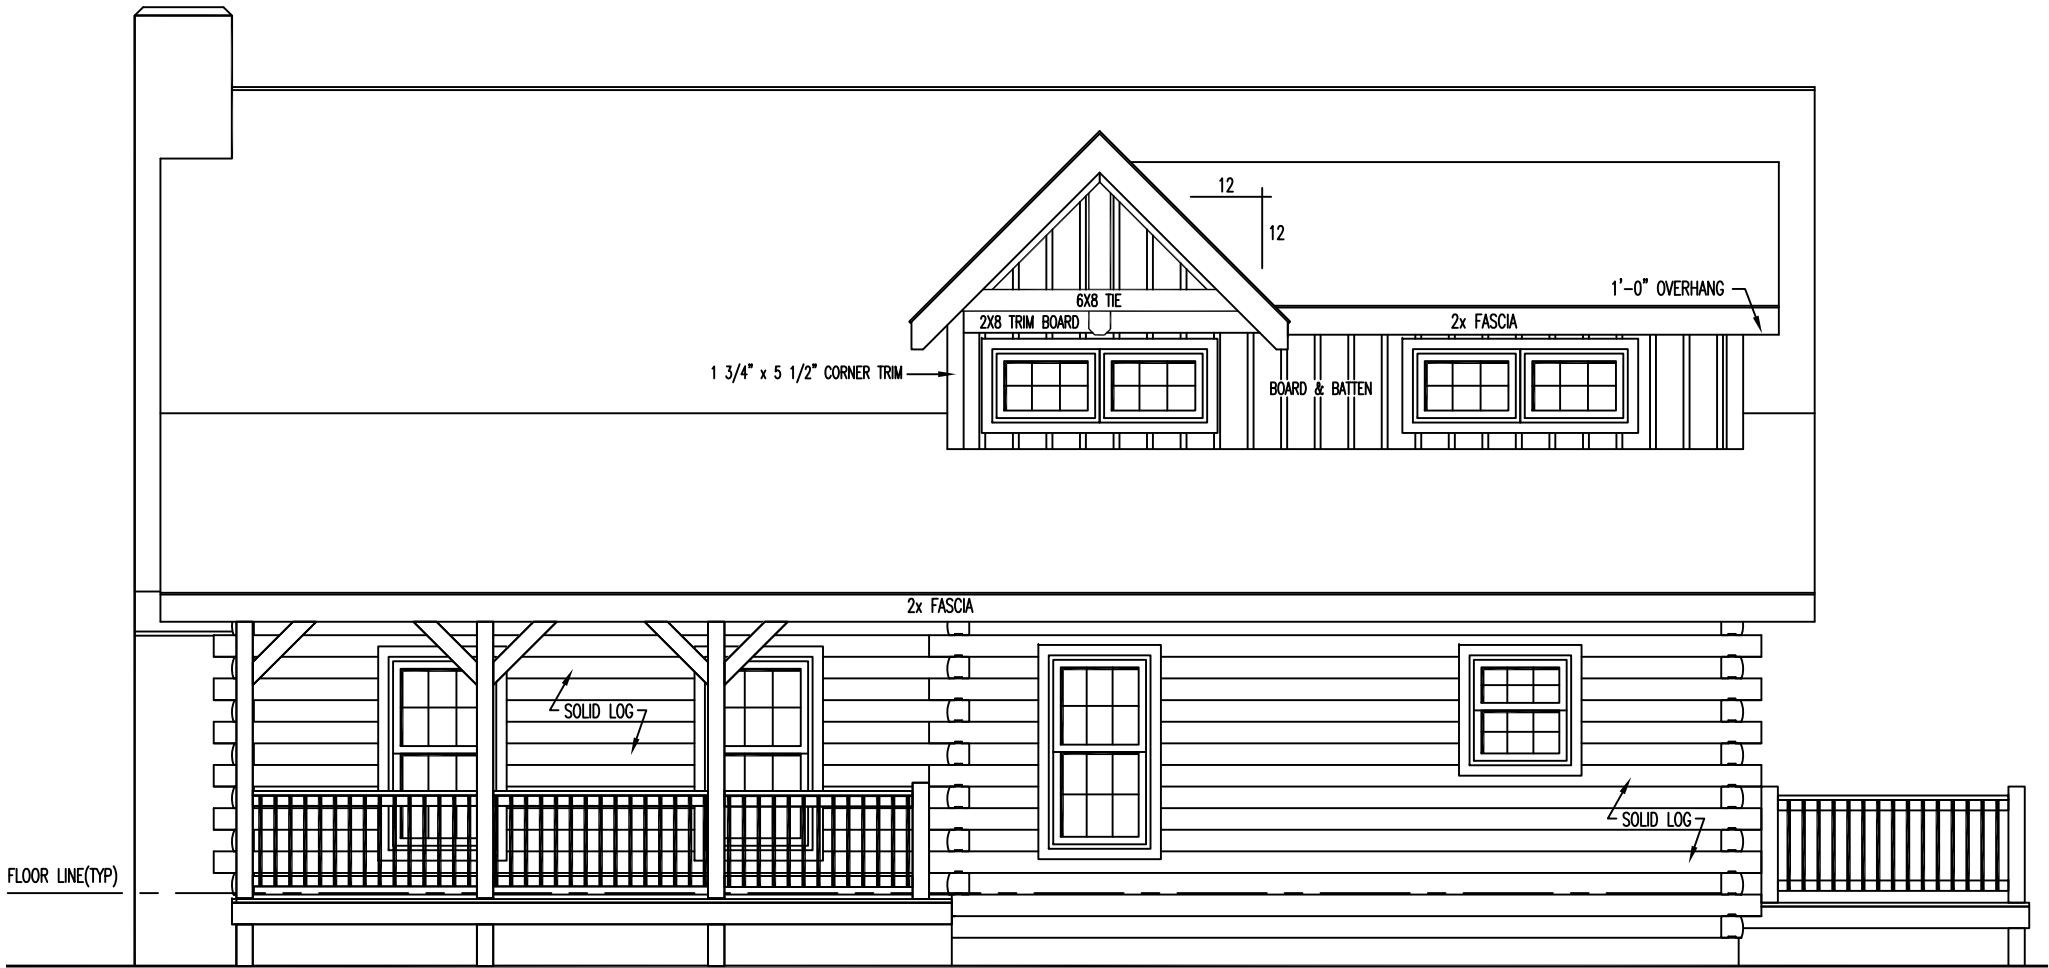 12
12
1'-0" OVERHANG
6X8 TIE
2X8 TRIM BOARD
2x FASCIA
1 3/4" x 5 1/2" CORNER TRIM
BOARD & BATTEN
2x FASCIA
SOLID LOG
SOLID LOG
FLOOR LINE(TYP)